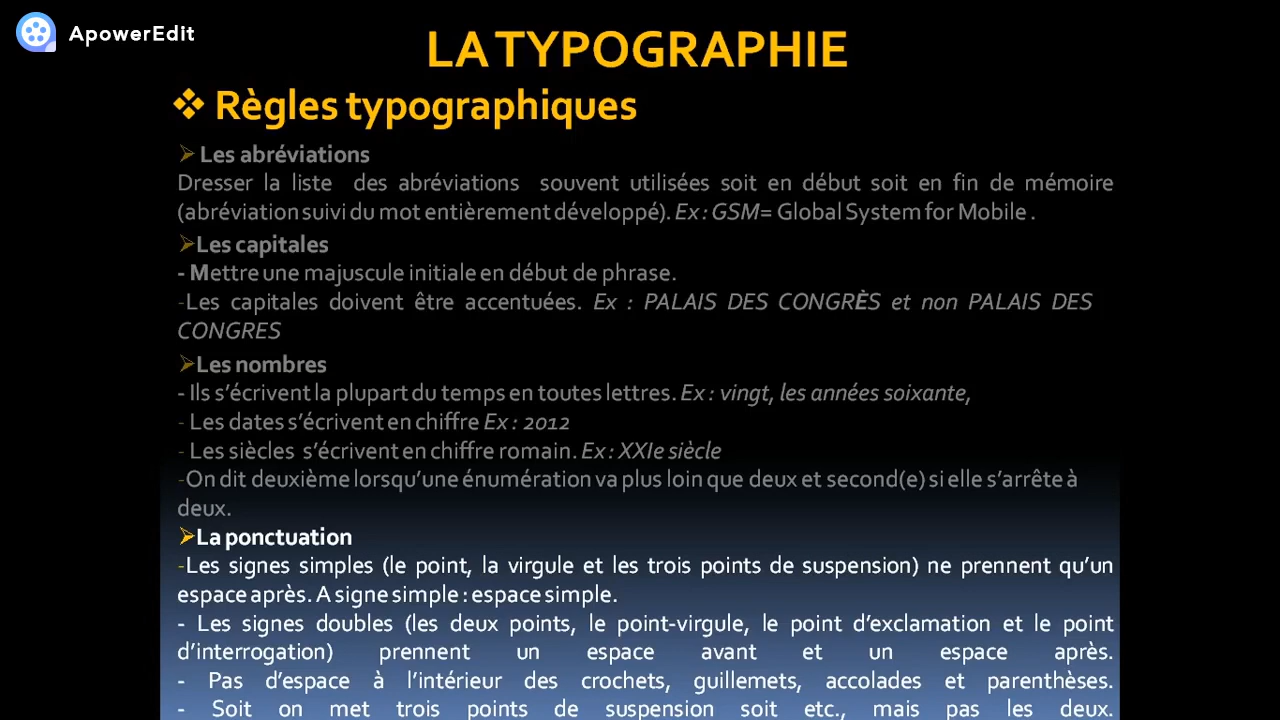 ApowerEdit
LA TYPOGRAPHIE
❖ Règles typographiques
➢ Les abréviations
Dresser la liste des abréviations souvent utilisées soit en début soit en fin de mémoire
(abréviation suivi du mot entièrement développé). Ex : GSM= Global System for Mobile .
➢Les capitales
- Mettre une majuscule initiale en début de phrase.
-Les capitales doivent être accentuées. Ex : PALAIS DES CONGRÈS et non PALAIS DES
CONGRES
➢Les nombres
- Ils s’écrivent la plupart du temps en toutes lettres. Ex : vingt, les années soixante,
- Les dates s’écrivent en chiffre Ex : 2012
- Les siècles s’écrivent en chiffre romain. Ex : XXIe siècle
-On dit deuxième lorsqu’une énumération va plus loin que deux et second(e) si elle s’arrête à
deux.
➢La ponctuation
-Les signes simples (le point, la virgule et les trois points de suspension) ne prennent qu’un
espace après. A signe simple : espace simple.
- Les signes doubles (les deux points, le point-virgule, le point d’exclamation et le point
d’interrogation) prennent un espace avant et un espace après.
- Pas d’espace à l’intérieur des crochets, guillemets, accolades et parenthèses.
- Soit on met trois points de suspension soit etc., mais pas les deux.